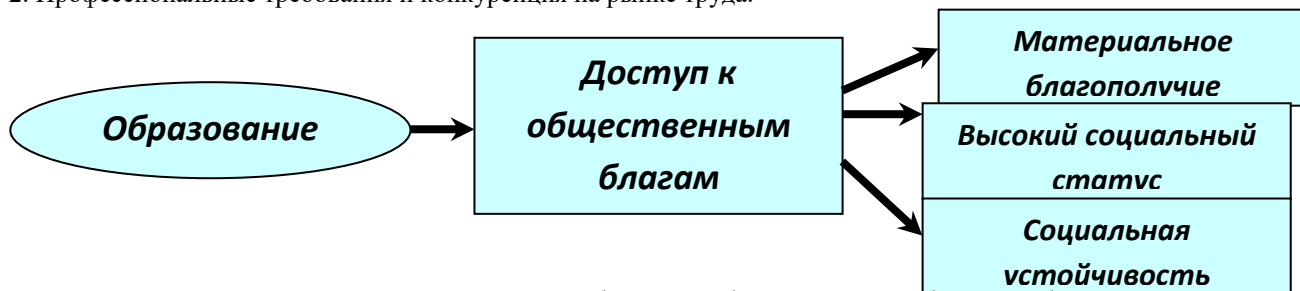 2. Профессиональные требования и конкуренция на рынке труда.
Образование
Доступ к
общественным
благам
Материальное
благополучие
Высокий социальный
статус
Социальная
устойчивость